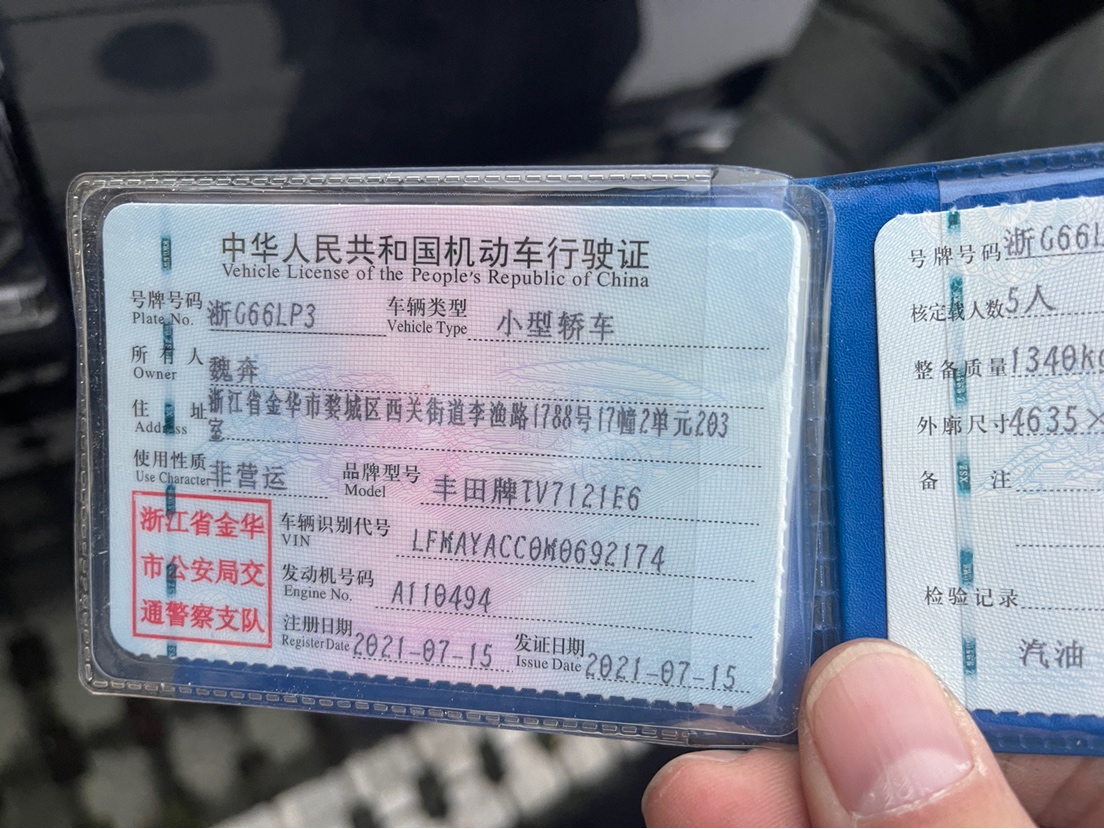 中华人民共和国机动车行驶证
Vehicle License of the People's Republic of China
号牌号码 浙G66LP3 车辆类型 小型轿车
Plate No. Vehicle Type
所有人 魏奔
Owner
住址 浙江省金华市婺城区西关街道李渔路1788号17幢2单元203
Address 室
使用性质 非营运 品牌型号 丰田牌TV7121E6
Use Character Model
浙江省金华
市公安局交
通警察支队
车辆识别代号 LFMAYACC0M0692174
VIN
发动机号码 A110494
Engine No.
注册日期 2021-07-15 发证日期 2021-07-15
Register Date Issue Date
号牌号码 浙G66L
核定载人数 5人
整备质量 1340kg
外廓尺寸 4635×
备注
检验记录
汽油